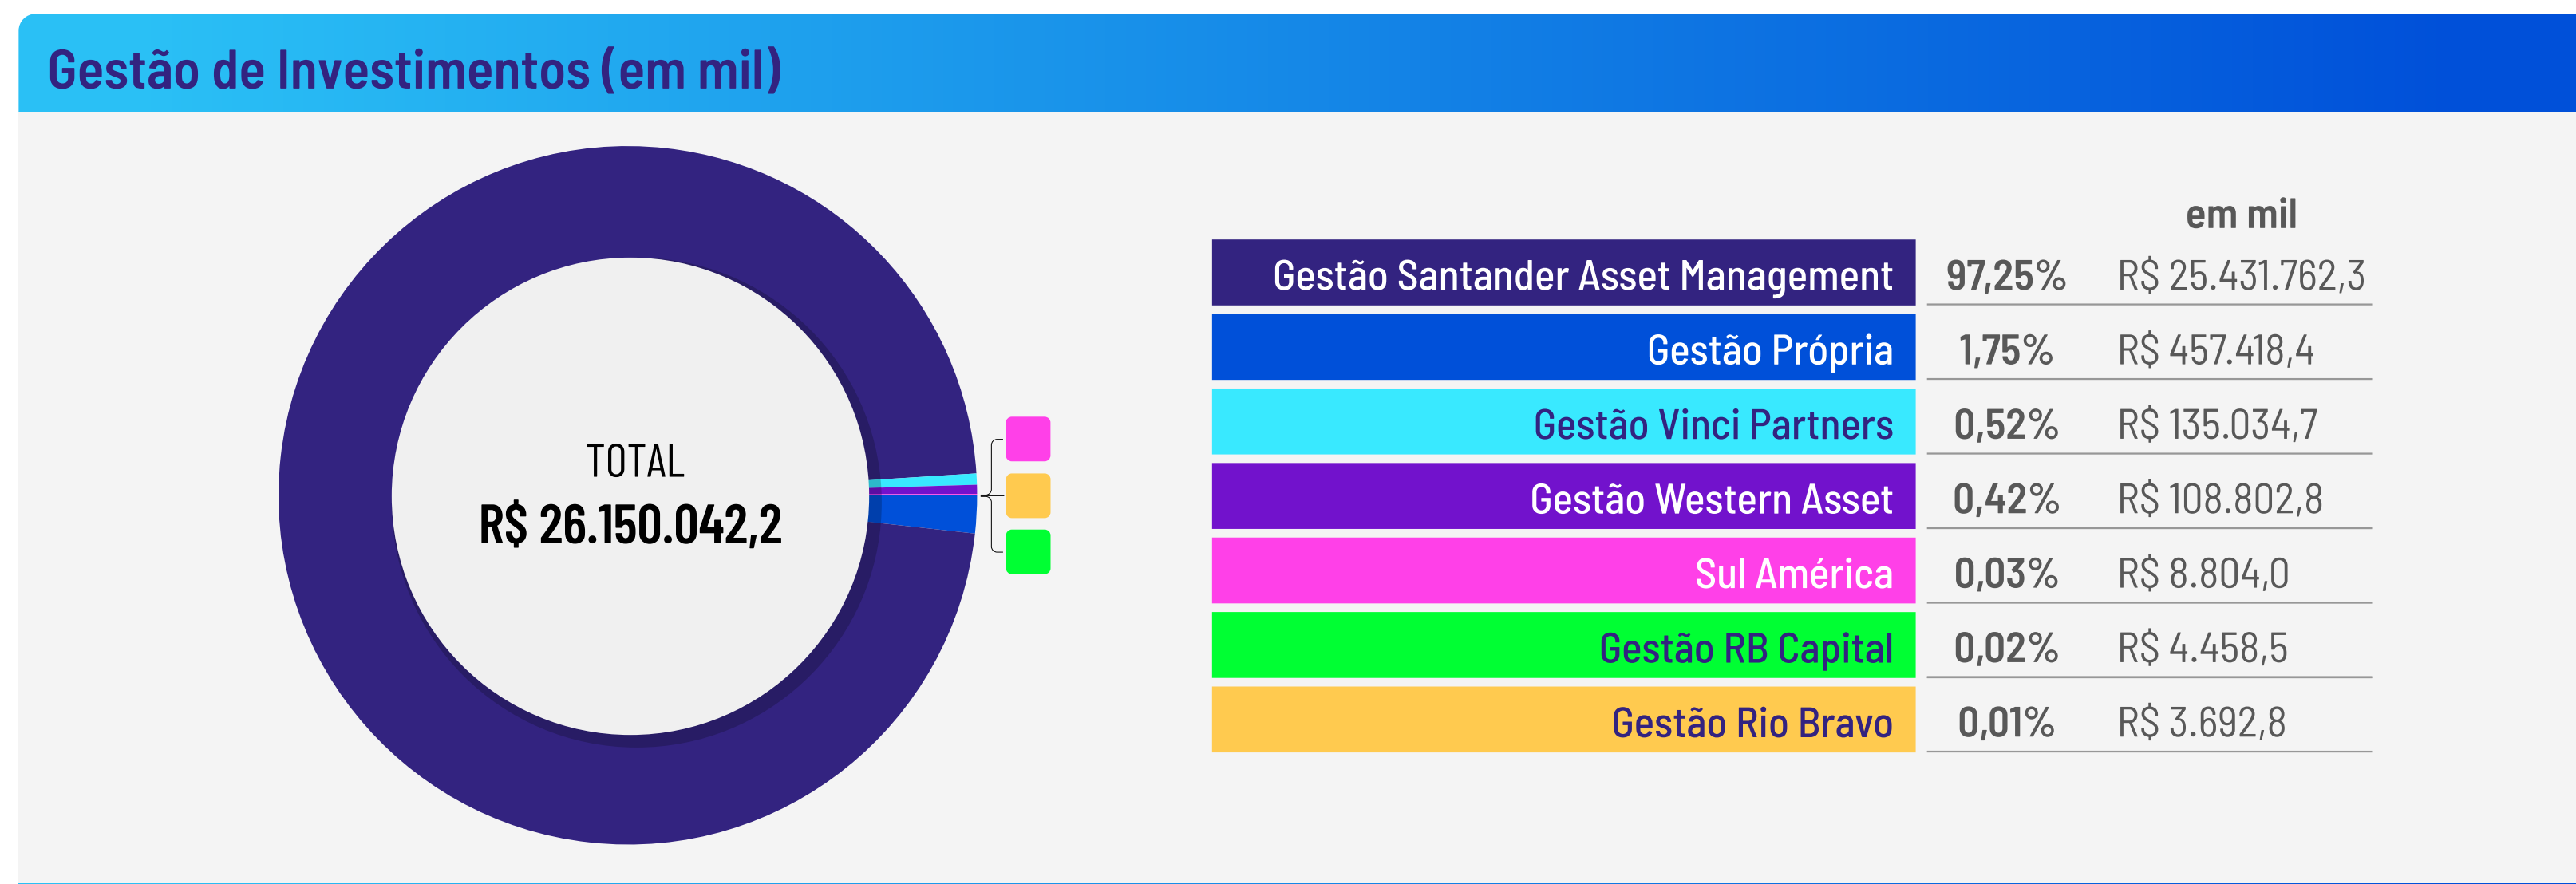 Gestão de Investimentos (em mil)
TOTAL
R$ 26.150.042,2
em mil
Gestão Santander Asset Management 97,25% R$ 25.431.762,3
Gestão Própria 1,75% R$ 457.418,4
Gestão Vinci Partners 0,52% R$ 135.034,7
Gestão Western Asset 0,42% R$ 108.802,8
Sul América 0,03% R$ 8.804,0
Gestão RB Capital 0,02% R$ 4.458,5
Gestão Rio Bravo 0,01% R$ 3.692,8